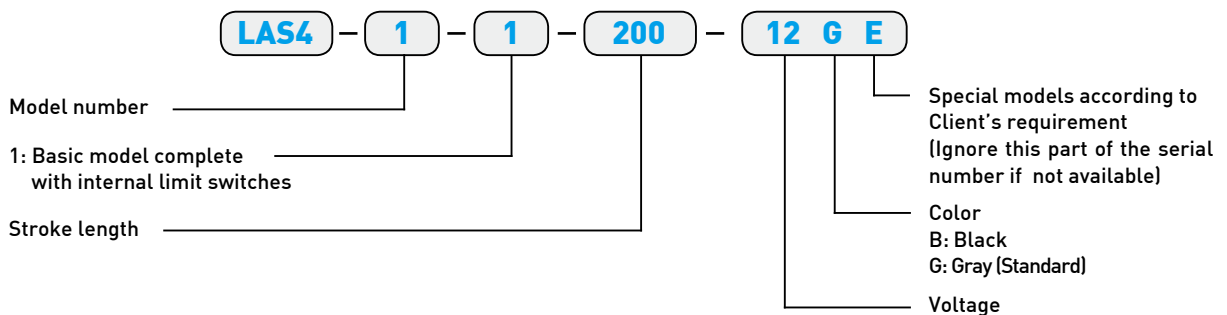 LAS4 – 1 – 1 – 200 – 12 G E
Model number
1: Basic model complete
with internal limit switches
Stroke length
Special models according to
Client's requirement
(Ignore this part of the serial
number if not available)
Color
B: Black
G: Gray (Standard)
Voltage